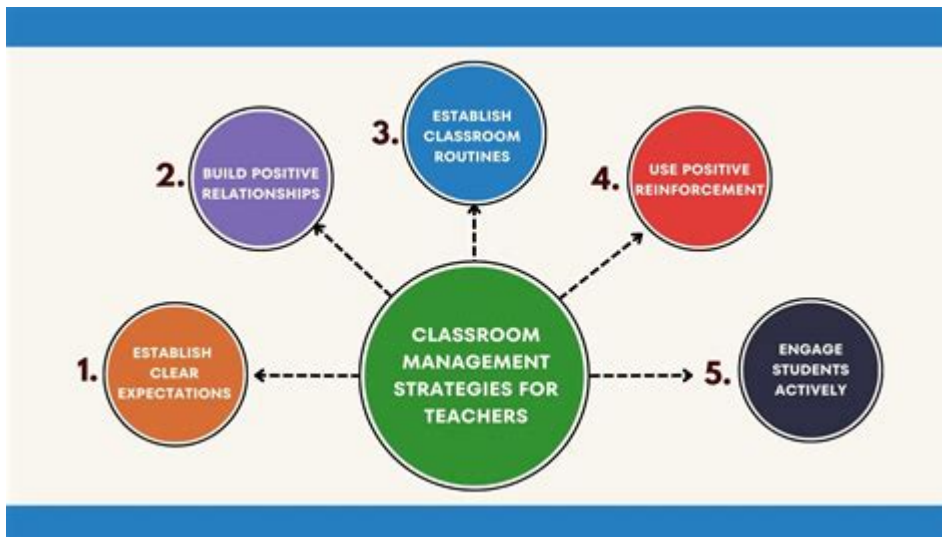 CLASSROOM
MANAGEMENT
STRATEGIES FOR
TEACHERS
1.
ESTABLISH
CLEAR
EXPECTATIONS
2.
BUILD POSITIVE
RELATIONSHIPS
3.
ESTABLISH
CLASSROOM
ROUTINES
4.
USE POSITIVE
REINFORCEMENT
5.
ENGAGE
STUDENTS
ACTIVELY